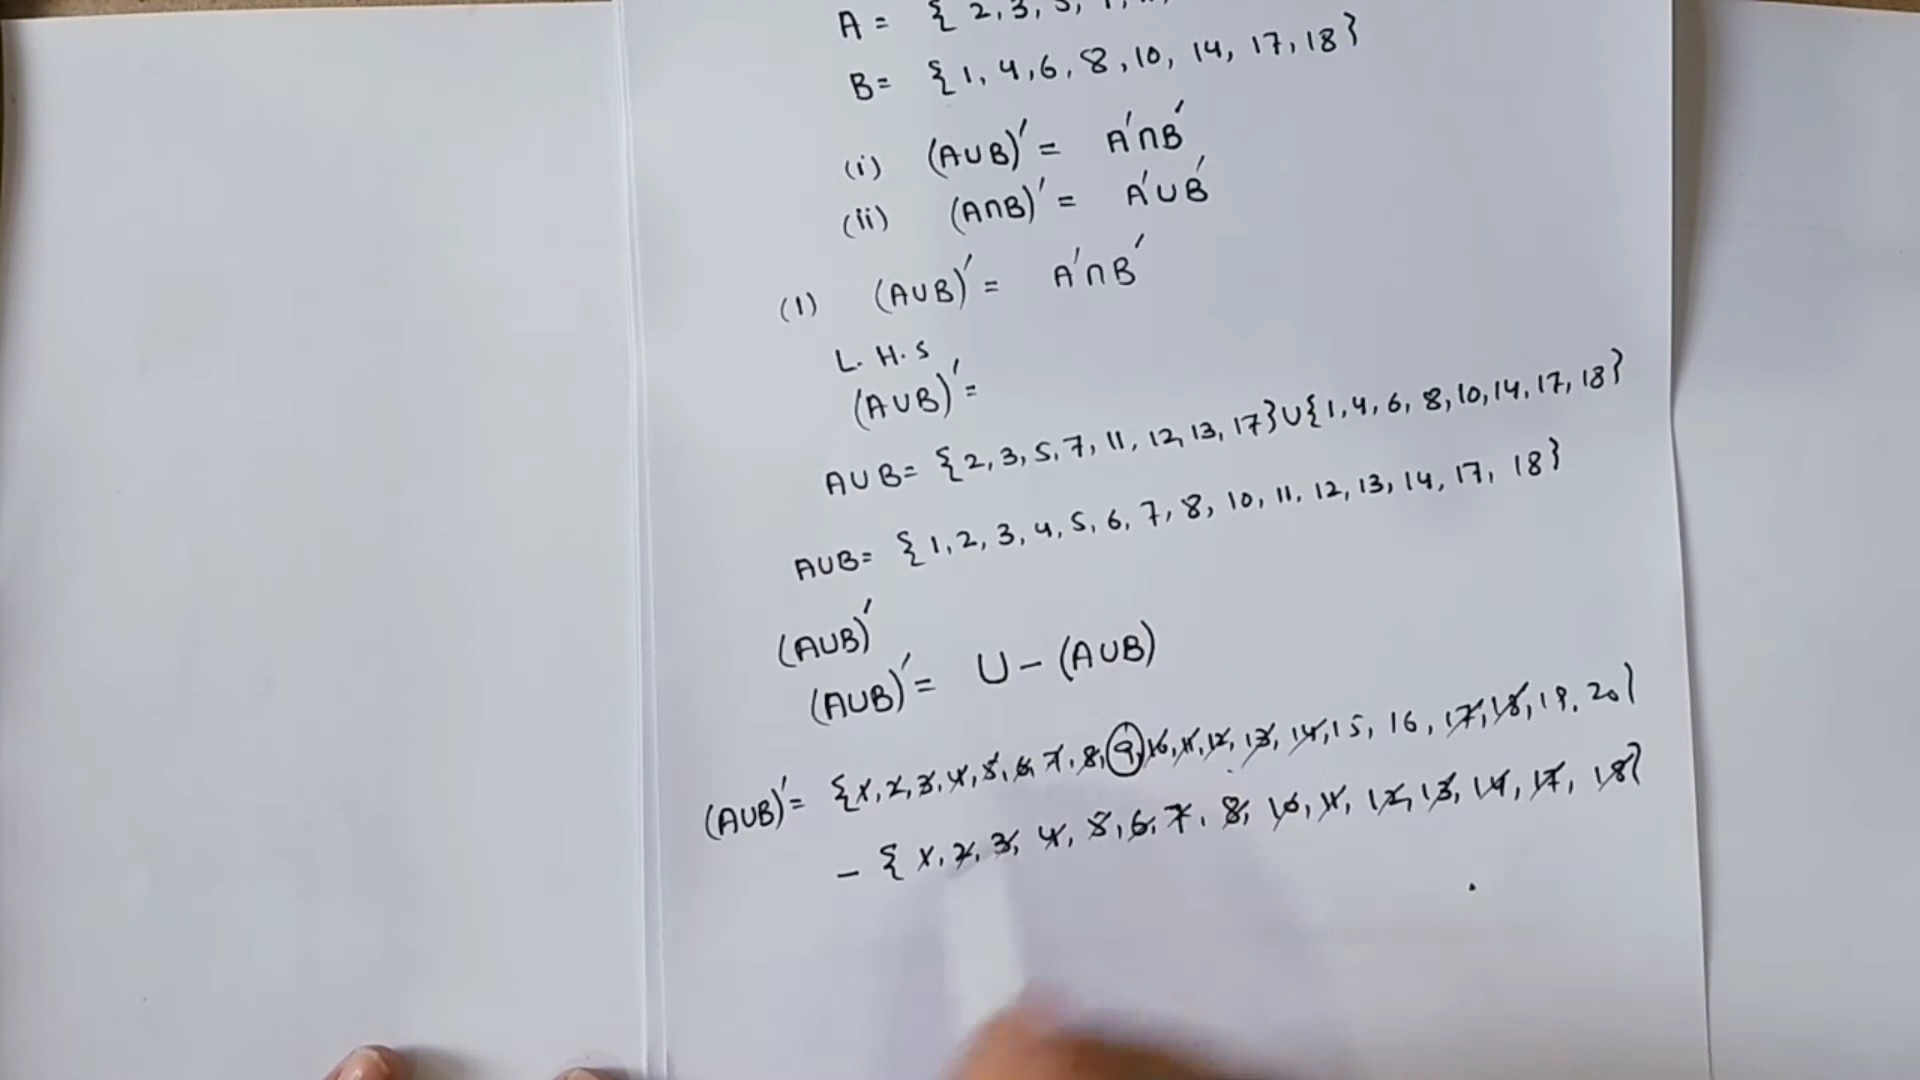 A = { 2, 3, 5,
B = { 1, 4, 6, 8, 10, 14, 17, 18 }
(i) (A∪B)' = A'∩B'
(ii) (A∩B)' = A'∪B'
(1) (A∪B)' = A'∩B'
L.H.S
(A∪B)' =
A∪B = {2, 3, 5, 7, 11, 12, 13, 17}∪{1, 4, 6, 8, 10, 14, 17, 18}
A∪B = {1, 2, 3, 4, 5, 6, 7, 8, 10, 11, 12, 13, 14, 17, 18}
(A∪B)'
(A∪B)' = U - (A∪B)
(A∪B)' = {1, 2, 3, 4, 5, 6, 7, 8, 9, 10, 11, 12, 13, 14, 15, 16, 17, 18, 19, 20}
- {1, 2, 3, 4, 5, 6, 7, 8, 10, 11, 12, 13, 14, 17, 18}